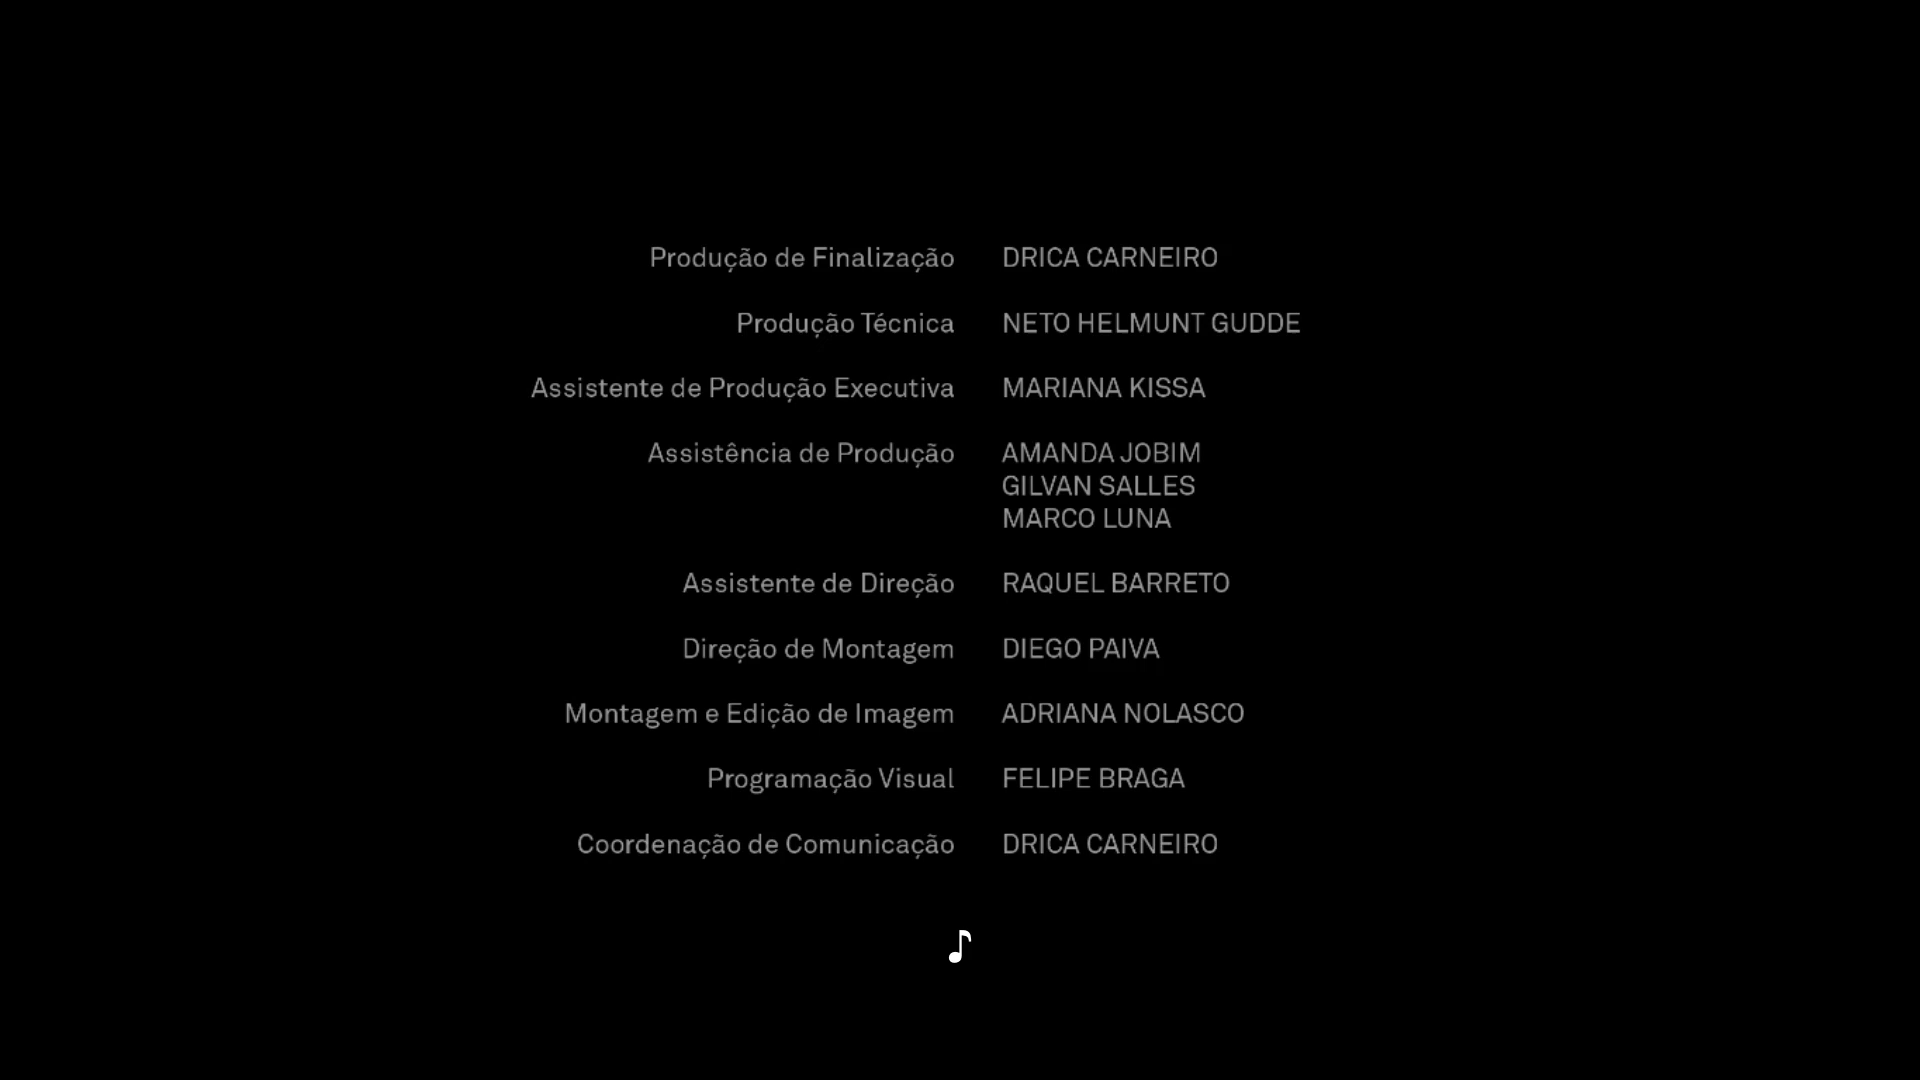 Produção de Finalização DRICA CARNEIRO
Produção Técnica NETO HELMUNT GUDDE
Assistente de Produção Executiva MARIANA KISSA
Assistência de Produção AMANDA JOBIM
GILVAN SALLES
MARCO LUNA
Assistente de Direção RAQUEL BARRETO
Direção de Montagem DIEGO PAIVA
Montagem e Edição de Imagem ADRIANA NOLASCO
Programação Visual FELIPE BRAGA
Coordenação de Comunicação DRICA CARNEIRO
♪